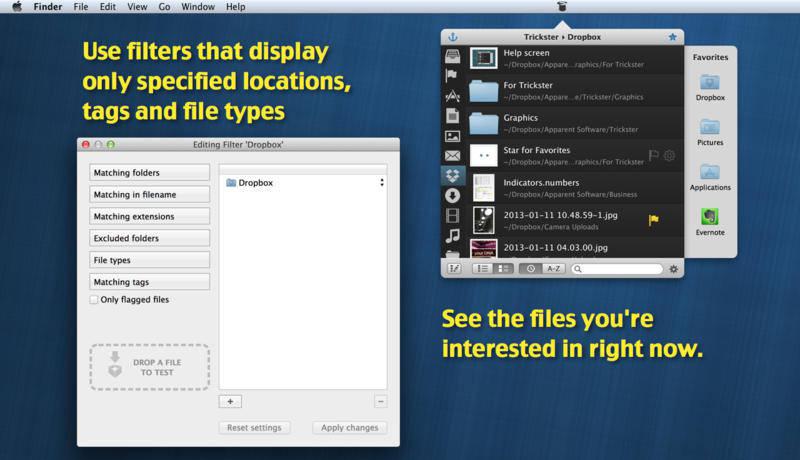 Finder File Edit View Go Window Help
Use filters that display
only specified locations,
tags and file types
Editing Filter 'Dropbox'
Matching folders
Matching in filename
Matching extensions
Excluded folders
File types
Matching tags
Only flagged files
DROP A FILE
TO TEST
Dropbox
+
−
Reset settings
Apply changes
Trickster ▸ Dropbox
Help screen
~/Dropbox/Appare...raphics/For Trickster
For Trickster
~/Dropbox/Appare...e/Trickster/Graphics
Graphics
~/Dropbox/Apparent Software/Trickster
Star for Favorites
~/Dropbox/Appare...raphics/For Trickster
Indicators.numbers
~/Dropbox/Apparent Software/Business
2013-01-11 10.48.59-1.jpg
~/Dropbox/Camera Uploads
2013-01-11 04.03.00.jpg
A-Z
Favorites
Dropbox
Pictures
Applications
Evernote
See the files you're
interested in right now.